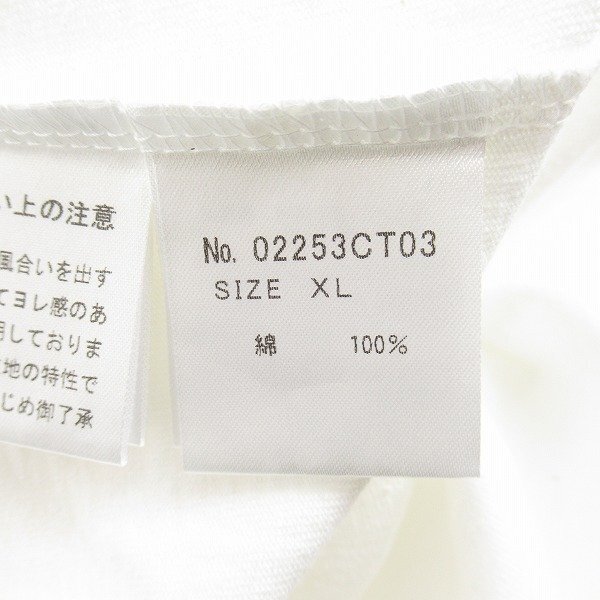 い上の注意
風合いを出す
てヨレ感のあ
用しておりま
地の特性で
じめ御了承
No. 02253CT03
SIZE XL
綿 100%